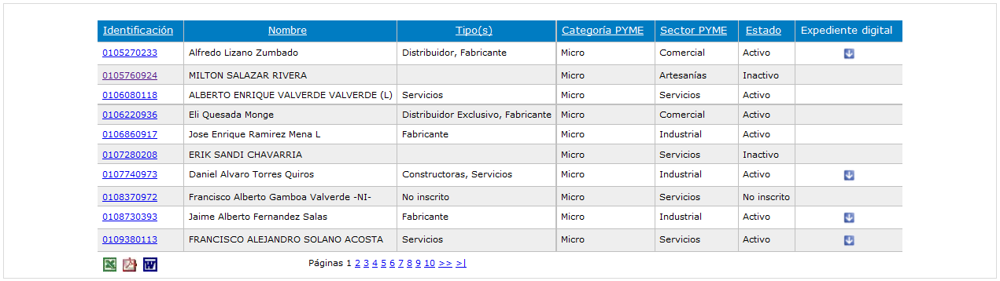 Identificación Nombre Tipo(s) Categoría PYME Sector PYME Estado Expediente digital
0105270233 Alfredo Lizano Zumbado Distribuidor, Fabricante Micro Comercial Activo
0105760924 MILTON SALAZAR RIVERA Micro Artesanías Inactivo
0106080118 ALBERTO ENRIQUE VALVERDE VALVERDE (L) Servicios Micro Servicios Activo
0106220936 Eli Quesada Monge Distribuidor Exclusivo, Fabricante Micro Comercial Activo
0106860917 Jose Enrique Ramirez Mena L Fabricante Micro Industrial Activo
0107280208 ERIK SANDI CHAVARRIA Micro Servicios Inactivo
0107740973 Daniel Alvaro Torres Quiros Constructoras, Servicios Micro Industrial Activo
0108370972 Francisco Alberto Gamboa Valverde -NI- No inscrito Micro Servicios No inscrito
0108730393 Jaime Alberto Fernandez Salas Fabricante Micro Industrial Activo
0109380113 FRANCISCO ALEJANDRO SOLANO ACOSTA Servicios Micro Servicios Activo
Páginas 1 2 3 4 5 6 7 8 9 10 >> >|